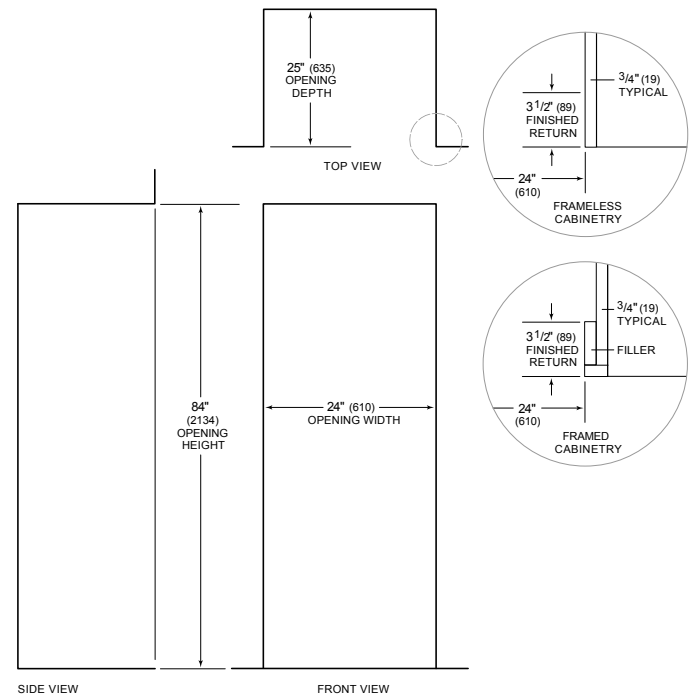 25" (635)
OPENING
DEPTH
TOP VIEW
3/4" (19)
TYPICAL
3 1/2" (89)
FINISHED
RETURN
24"
(610)
FRAMELESS
CABINETRY
3/4" (19)
TYPICAL
3 1/2" (89)
FINISHED
RETURN
FILLER
24"
(610)
FRAMED
CABINETRY
84"
(2134)
OPENING
HEIGHT
24" (610)
OPENING WIDTH
SIDE VIEW
FRONT VIEW